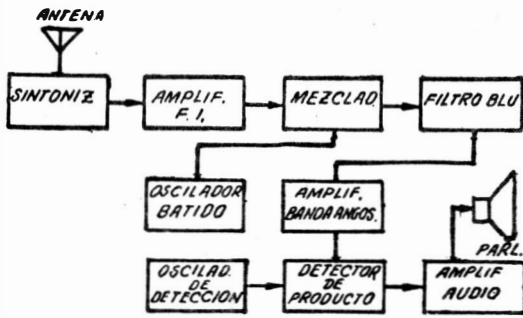 ANTENA
SINTONIZ
AMPLIF.
F. I.
MEZCLAD.
FILTRO BLU
OSCILADOR
BATIDO
AMPLIF.
BANDA ANGOS.
PARL.
OSCILAD.
DE
DETECCION
DETECTOR
DE
PRODUCTO
AMPLIF
AUDIO